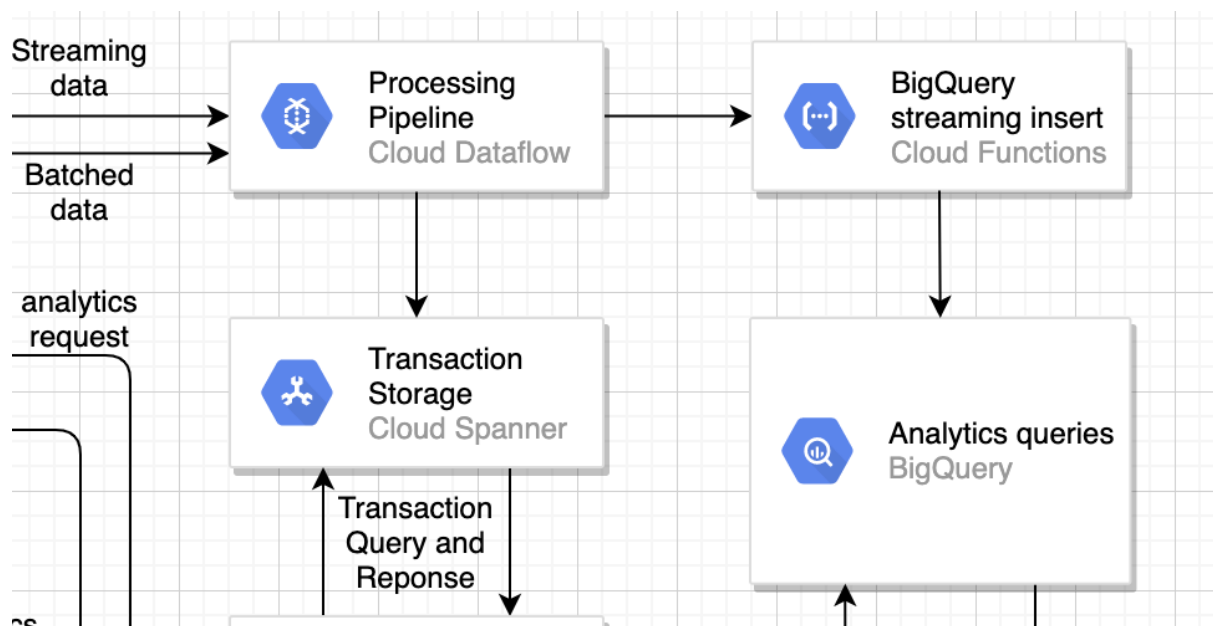 Streaming
data
Batched
data
Processing
Pipeline
Cloud Dataflow
BigQuery
streaming insert
Cloud Functions
analytics
request
Transaction
Storage
Cloud Spanner
Analytics queries
BigQuery
Transaction
Query and
Reponse